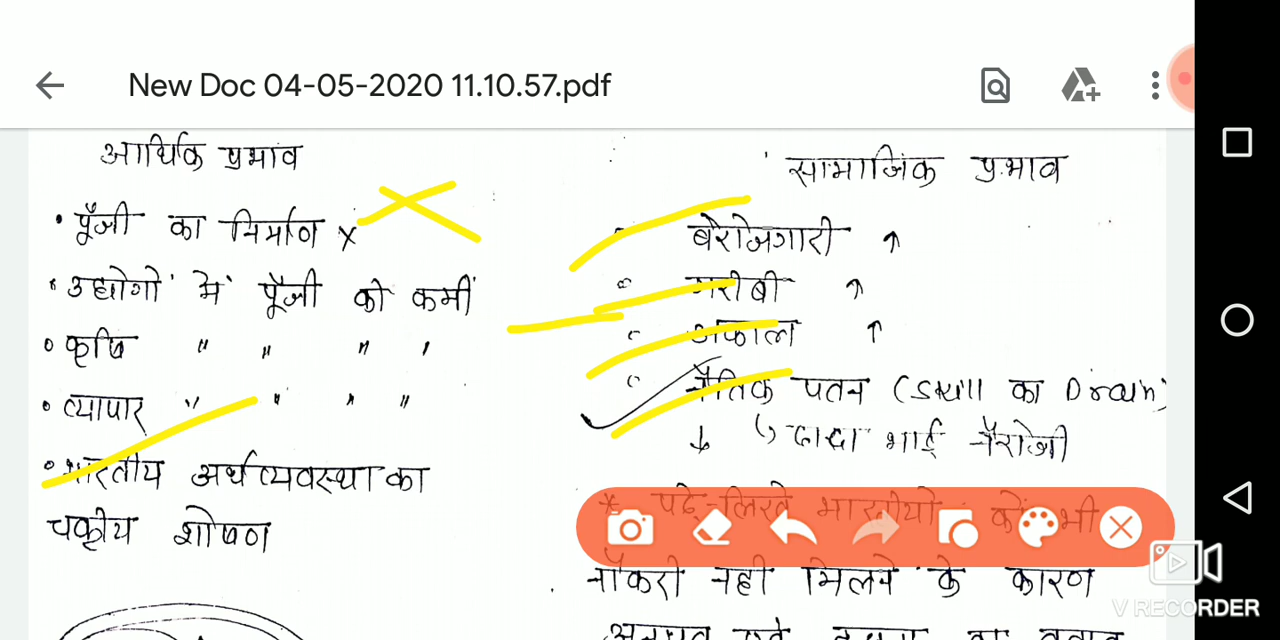 New Doc 04-05-2020 11.10.57.pdf
आर्थिक प्रभाव
• पूँजी का निर्माण x
• उद्योगों में पूँजी की कमी
• कृषि " " " "
• व्यापार " " " "
• भारतीय अर्थव्यवस्था का
चक्रीय शोषण
सामाजिक प्रभाव
बेरोजगारी ↑
गरीबी ↑
अकाल ↑
नैतिक पतन (Skill का Drain)
↓ ↳ दादा भाई नैरोजी
* पढ़े-लिखे भारतीयो को भी
नौकरी नही मिलने के कारण
V RECORDER